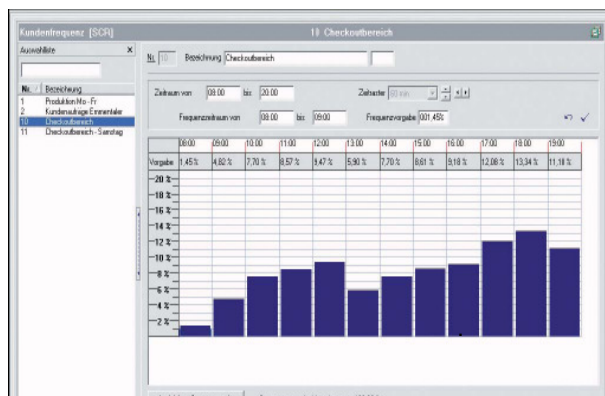 Kundenfrequenz [SCR]
10 Checkoutbereich
Auswahlliste x
Nr. 10 Bezeichnung Checkoutbereich
Nr. / Bezeichnung
1 Produktion Mo - Fr
2 Kundenaufrage Emmentaler
10 Checkoutbereich
11 Checkoutbereich - Samstag
Zeitraum von 08:00 bis 20:00 Zeitraster 60 min
Frequenzzeitraum von 08:00 bis 09:00 Frequenzvorgabe 001,45%
08:00 09:00 10:00 11:00 12:00 13:00 14:00 15:00 16:00 17:00 18:00 19:00
Vorgabe 1,45 % 4,82 % 7,70 % 8,57 % 9,47 % 5,90 % 7,70 % 8,61 % 9,18 % 12,08 % 13,34 % 11,18 %
20 %
18 %
16 %
14 %
12 %
10 %
8 %
6 %
4 %
2 %